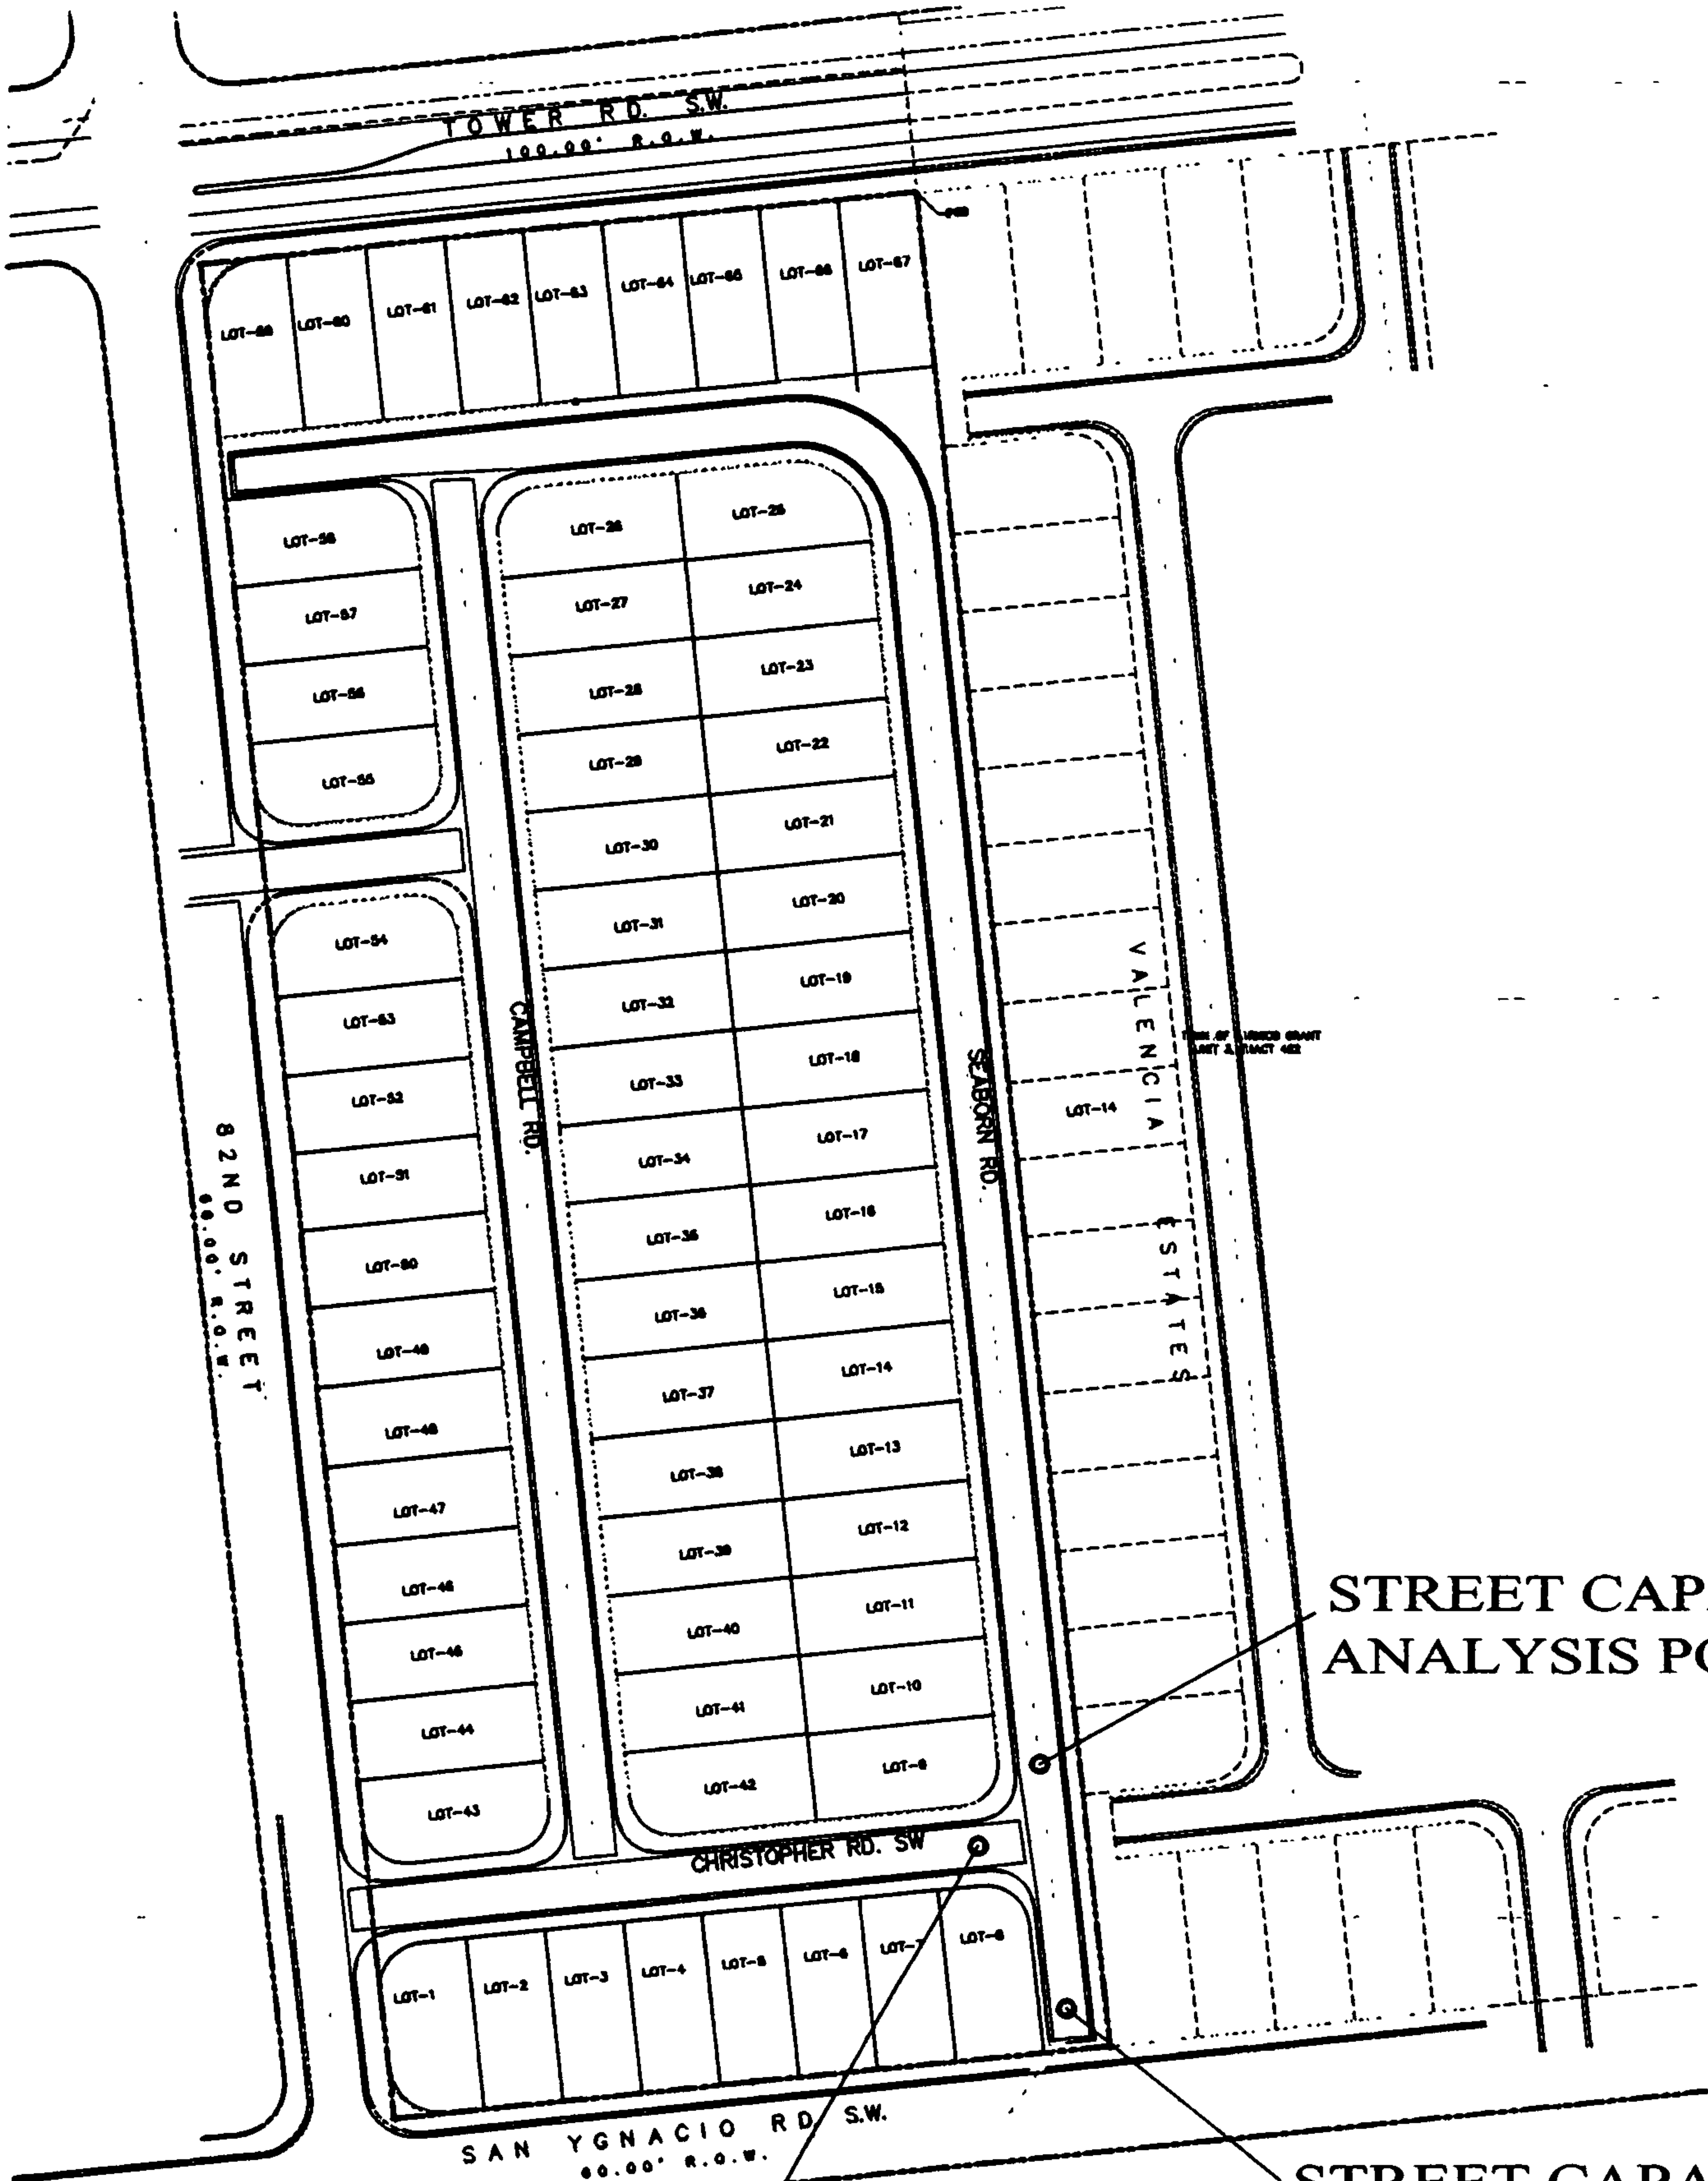 TOWER RD. S.W.
100.00' R.O.W.
LOT-60
LOT-61
LOT-62
LOT-63
LOT-64
LOT-65
LOT-66
LOT-67
LOT-58
LOT-57
LOT-56
LOT-55
LOT-26
LOT-25
LOT-27
LOT-24
LOT-28
LOT-23
LOT-29
LOT-22
LOT-30
LOT-21
LOT-31
LOT-20
LOT-32
LOT-19
LOT-33
LOT-18
LOT-34
LOT-17
LOT-35
LOT-16
LOT-36
LOT-15
LOT-37
LOT-14
LOT-38
LOT-13
LOT-39
LOT-12
LOT-40
LOT-11
LOT-41
LOT-10
LOT-42
LOT-9
LOT-54
LOT-53
LOT-52
LOT-51
LOT-50
LOT-49
LOT-48
LOT-47
LOT-46
LOT-45
LOT-44
LOT-43
82ND STREET
R.O.W.
CAMPBELL RD.
SEABORN RD.
VALENCIA ESTATES
LOT-14
GRANT
STREET CAP
ANALYSIS
CHRISTOPHER RD. SW
LOT-1
LOT-2
LOT-3
LOT-4
LOT-5
LOT-6
LOT-7
LOT-8
SAN YGNACIO RD. S.W.
60.00' R.O.W.
STREET CAPA